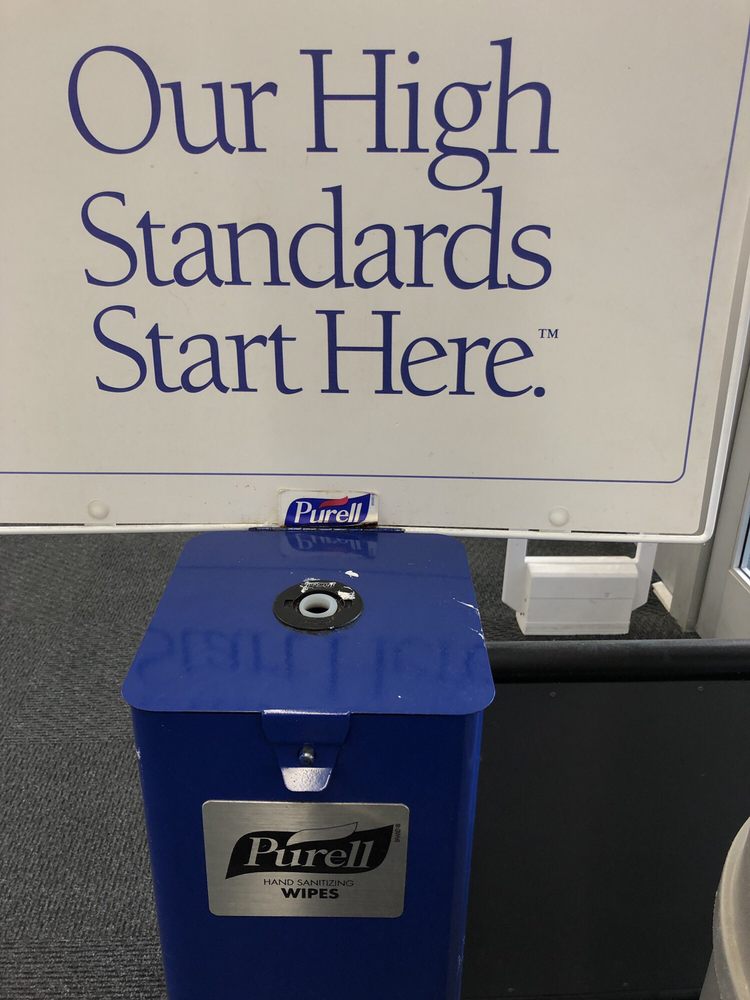 Our High
Standards
Start Here.™
Purell
Purell
HAND SANITIZING
WIPES